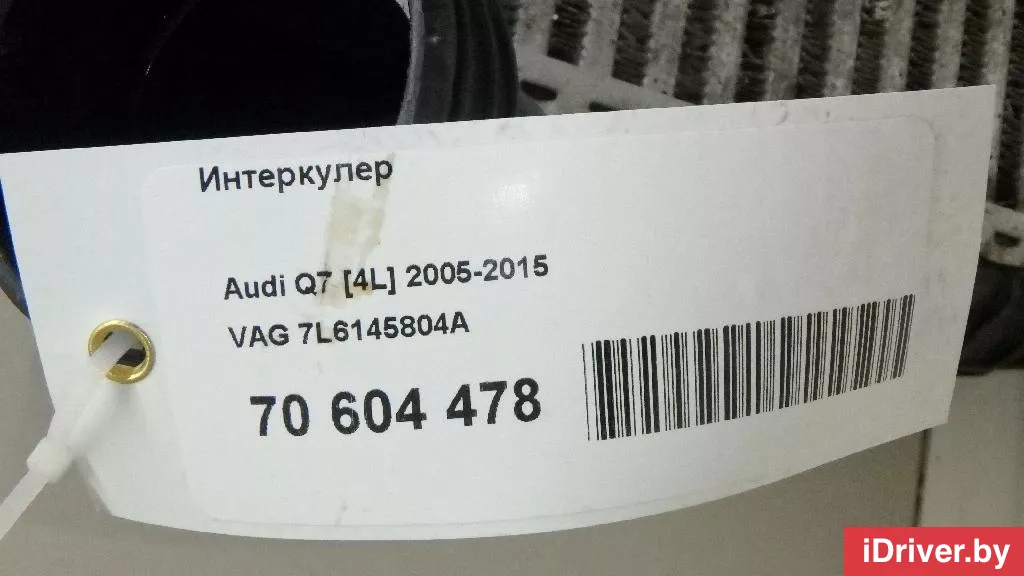 Интеркулер
Audi Q7 [4L] 2005-2015
VAG 7L6145804A
70 604 478
iDriver.by